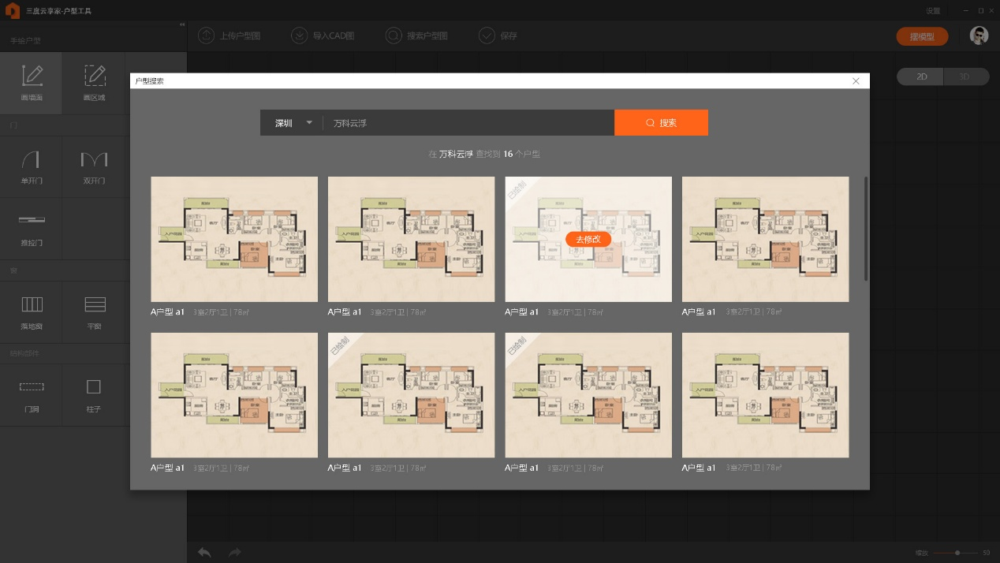 三度云享家-户型工具
设置
手绘户型
上传户型图
导入CAD图
搜索户型图
保存
摆模型
2D
3D
画墙面
画区域
门
单开门
双开门
推拉门
窗
落地窗
平窗
结构部件
门洞
柱子
户型搜索
深圳
万科云浮
搜索
在 万科云浮 查找到 16 个户型
已绘制
去修改
A户型 a1 3室2厅1卫 | 78㎡
A户型 a1 3室2厅1卫 | 78㎡
A户型 a1 3室2厅1卫 | 78㎡
A户型 a1 3室2厅1卫 | 78㎡
已绘制
已绘制
A户型 a1 3室2厅1卫 | 78㎡
A户型 a1 3室2厅1卫 | 78㎡
A户型 a1 3室2厅1卫 | 78㎡
A户型 a1 3室2厅1卫 | 78㎡
缩放
50